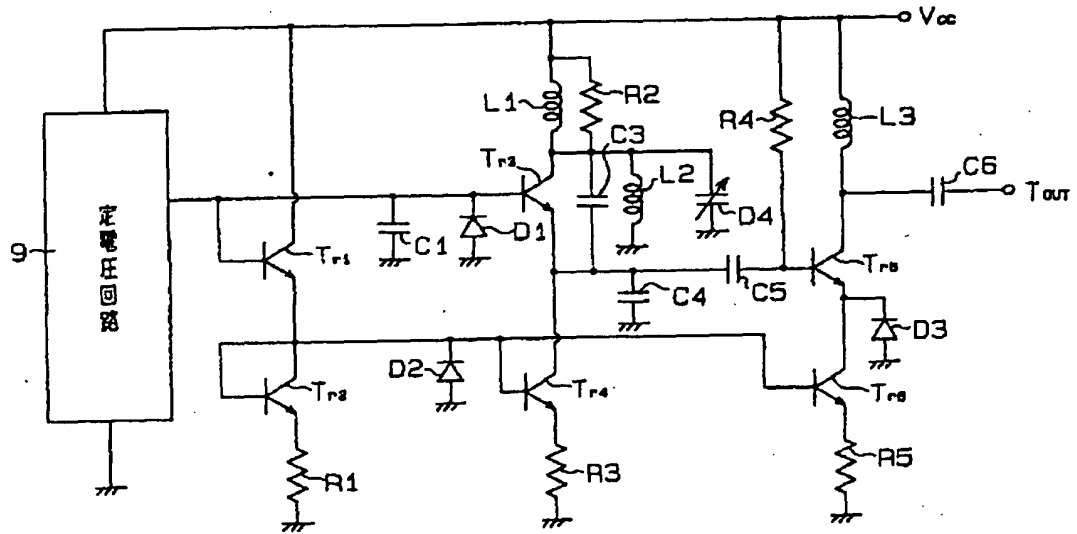 Vcc
L1
R2
C3
R4
L3
Tr3
L2
C6
TOUT
定電圧回路
9
C1
D1
D4
Tr1
Tr5
C4
C5
D3
D2
Tr2
Tr4
Tr6
R1
R3
R5